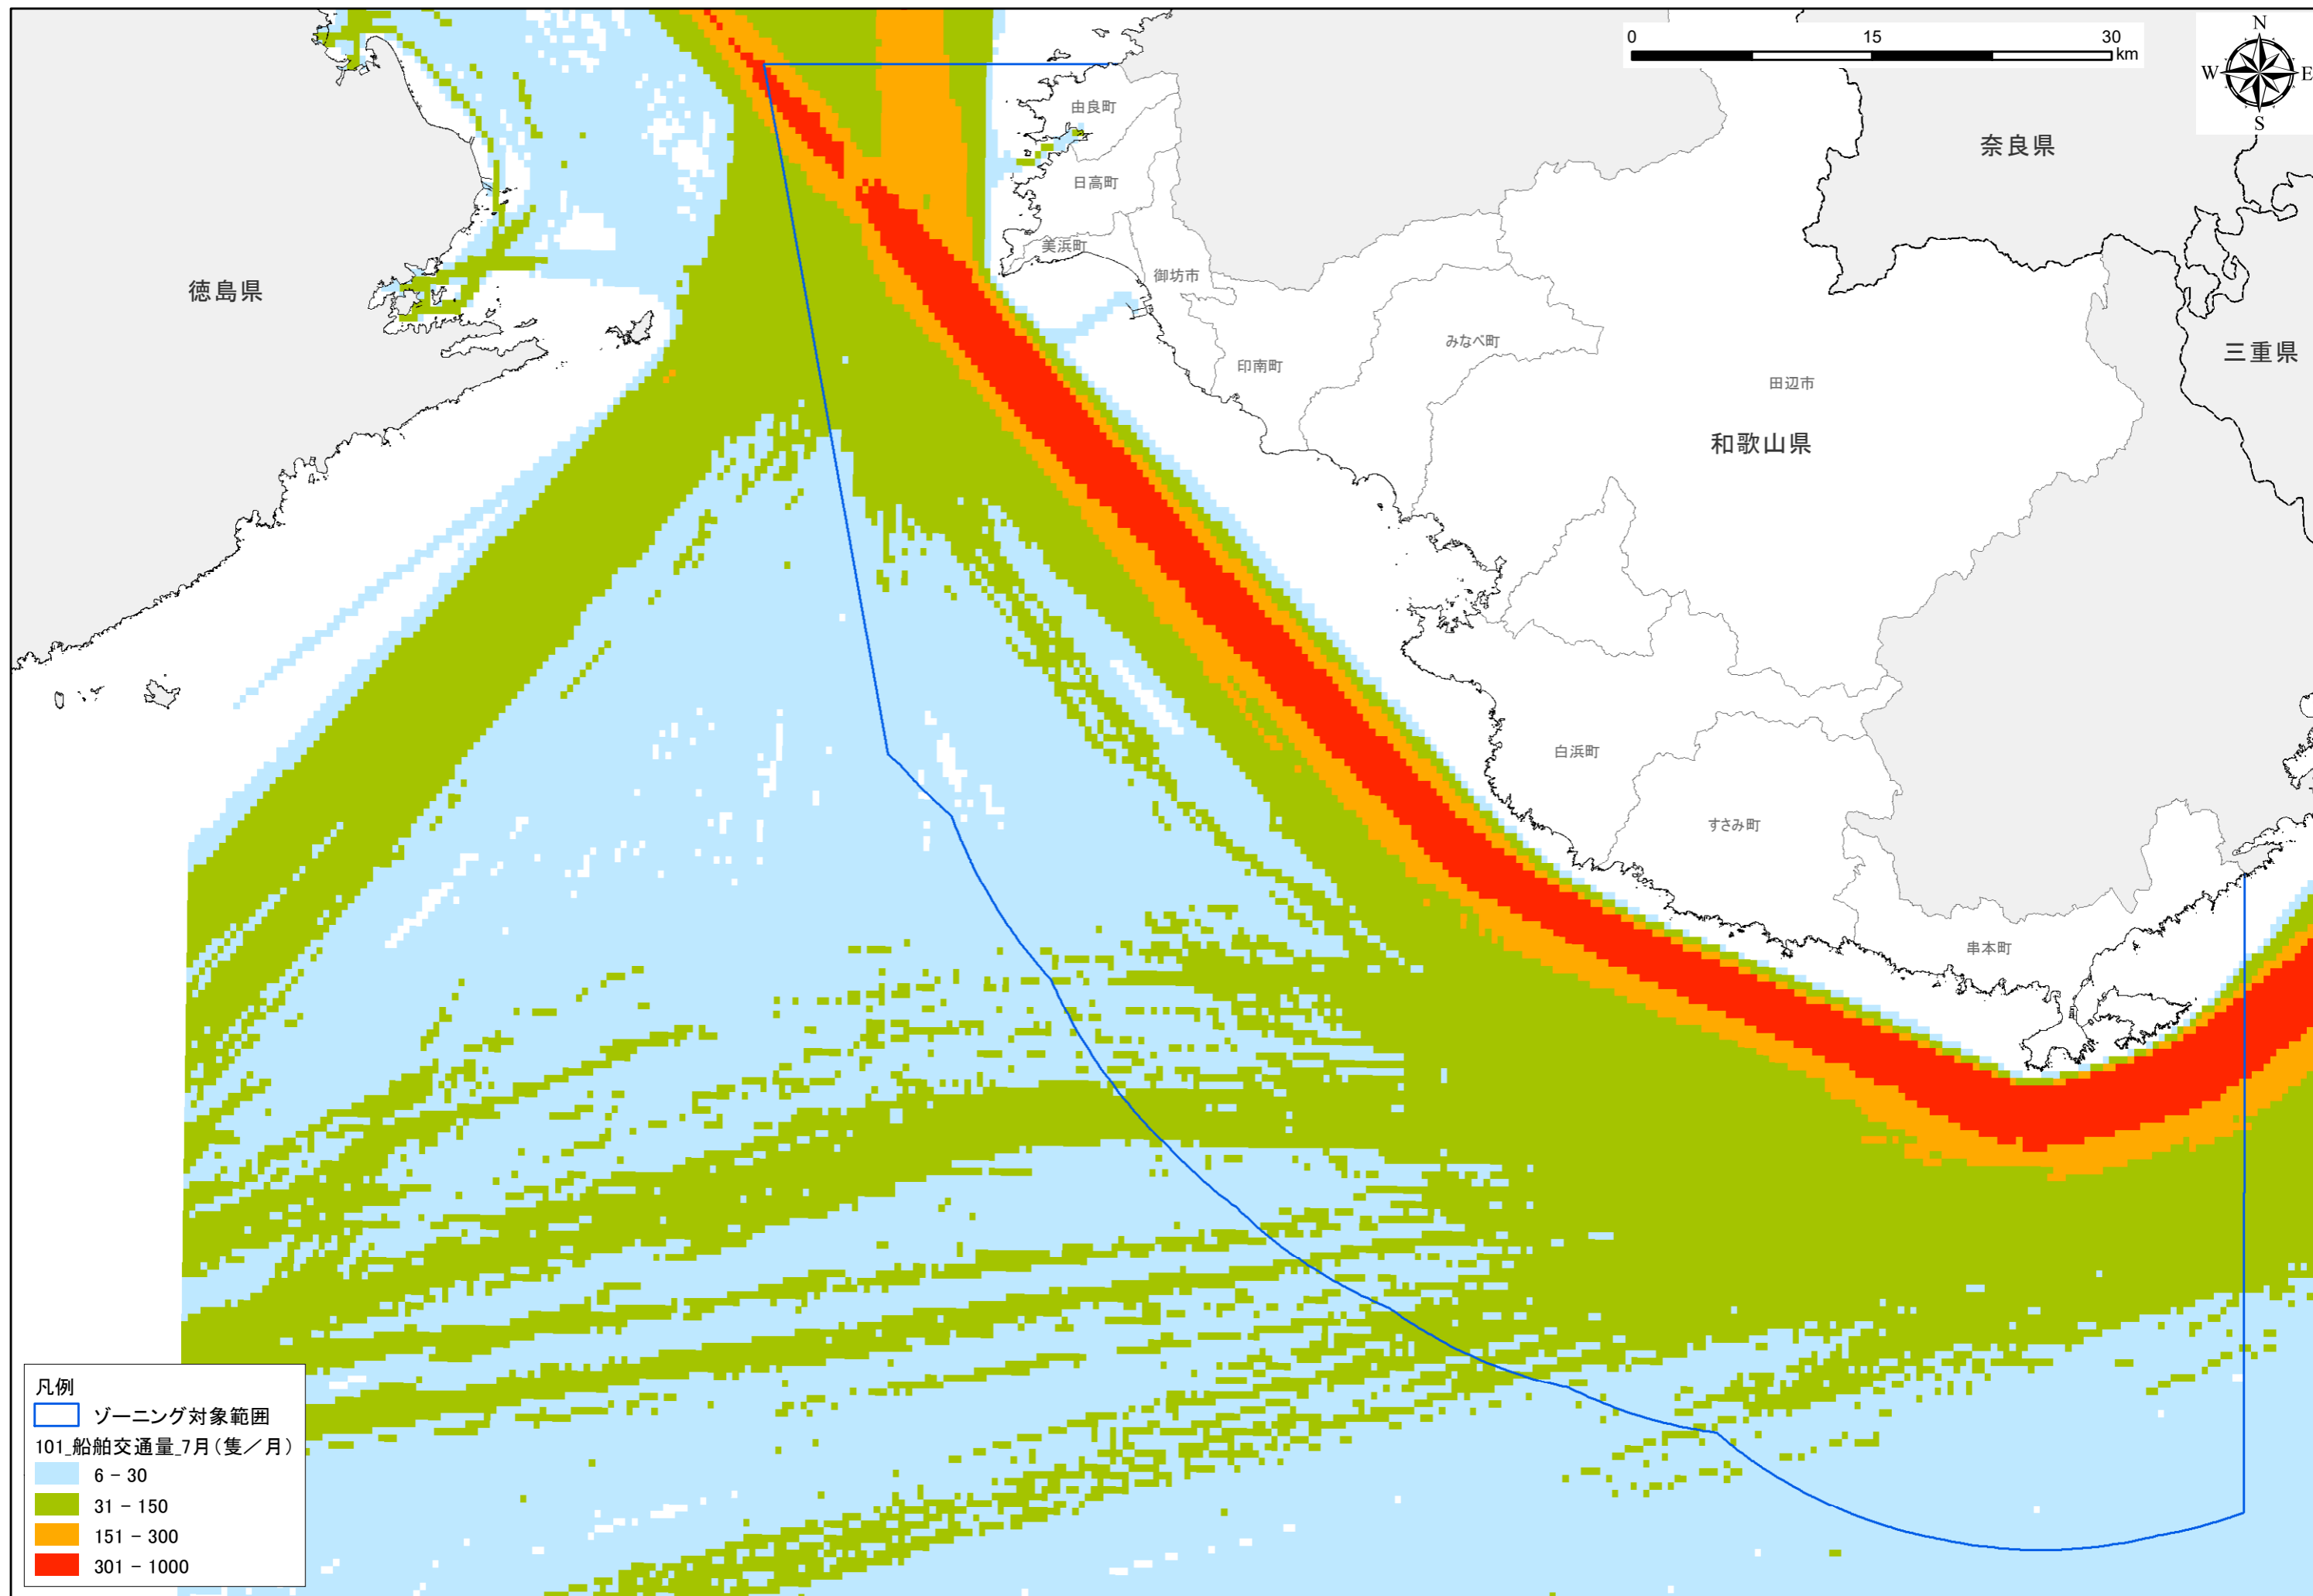 0 15 30
km
N
W E
S
由良町
奈良県
日高町
美浜町
御坊市
徳島県
みなべ町
三重県
印南町
田辺市
和歌山県
白浜町
すさみ町
串本町
凡例
ゾーニング対象範囲
101_船舶交通量_7月(隻/月)
6 - 30
31 - 150
151 - 300
301 - 1000